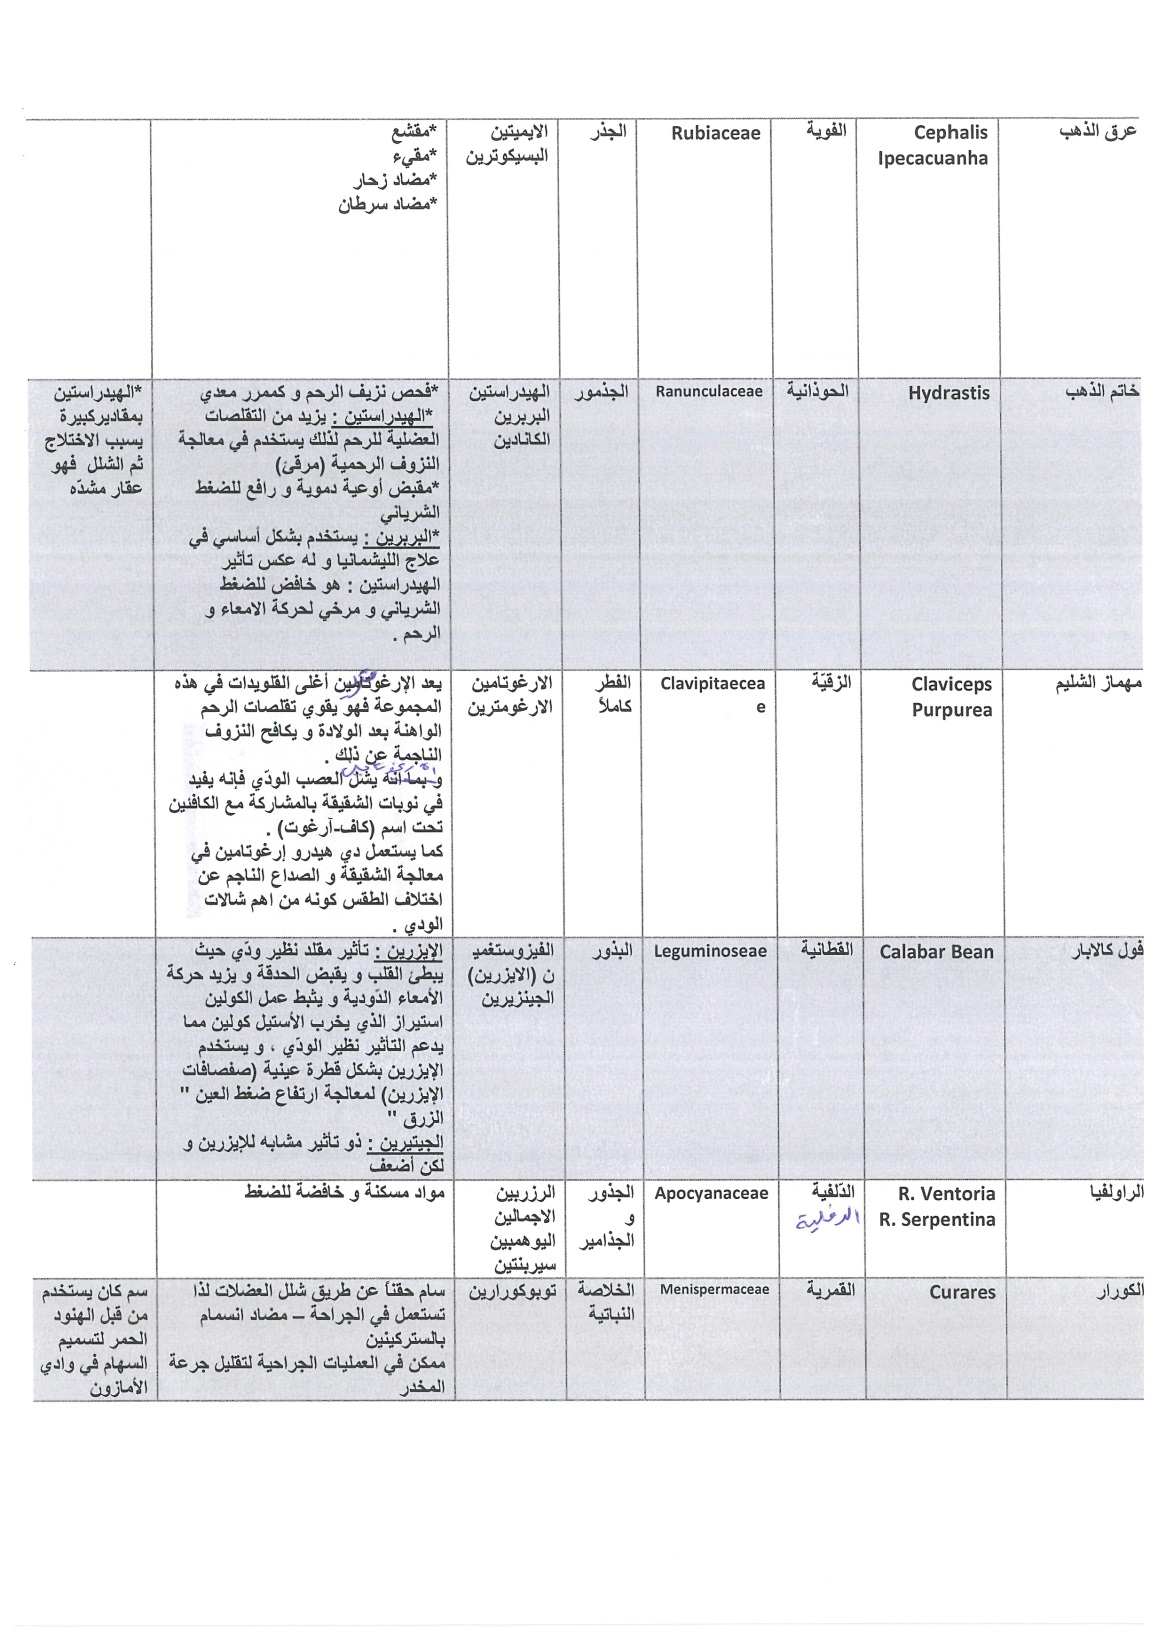 عرق الذهب
Cephalis
Ipecacuanha
الفوية
Rubiaceae
الجذر
الايميتين
البسيكوترين
*مقشع
*مقيء
*مضاد زحار
*مضاد سرطان
خاتم الذهب
Hydrastis
الحوذانية
Ranunculaceae
الجذمور
الهيدراستين
البربرين
الكانادين
*فحص نزيف الرحم و كممرر معدي
*الهيدراستين : يزيد من التقلصات
العضلية للرحم لذلك يستخدم في معالجة
النزوف الرحمية (مرقئ)
*مقبض أوعية دموية و رافع للضغط
الشرياني
*البربرين : يستخدم بشكل أساسي في
علاج الليشمانيا و له عكس تأثير
الهيدراستين : هو خافض للضغط
الشرياني و مرخي لحركة الامعاء و
الرحم .
*الهيدراستين
بمقاديركبيرة
يسبب الاختلاج
ثم الشلل فهو
عقار مشدّه
مهماز الشليم
Claviceps
Purpurea
الزقيّة
Clavipitaecea
e
الفطر
كاملاً
الارغوتامين
الارغومترين
يعد الإرغوتامين أغلى القلويدات في هذه
المجموعة فهو يقوي تقلصات الرحم
الواهنة بعد الولادة و يكافح النزوف
الناجمة عن ذلك .
و بما انه يشل العصب الودّي فإنه يفيد
في نوبات الشقيقة بالمشاركة مع الكافئين
تحت اسم (كاف-آرغوت) .
كما يستعمل دي هيدرو إرغوتامين في
معالجة الشقيقة و الصداع الناجم عن
اختلاف الطقس كونه من اهم شالات
الودي .
فول كالابار
Calabar Bean
القطانية
Leguminoseae
البذور
الفيزوستغمي
ن (الايزرين)
الجينزيرين
الإيزرين : تأثير مقلد نظير ودّي حيث
يبطئ القلب و يقبض الحدقة و يزيد حركة
الأمعاء الدّودية و يثبط عمل الكولين
استيراز الذي يخرب الأستيل كولين مما
يدعم التأثير نظير الودّي ، و يستخدم
الإيزرين بشكل قطرة عينية (صفصافات
الإيزرين) لمعالجة ارتفاع ضغط العين "
الزرق "
الجيتيرين : ذو تأثير مشابه للإيزرين و
لكن أضعف
الراولفيا
R. Ventoria
R. Serpentina
الدّلفية
الدفلية
Apocyanaceae
الجذور
و
الجذامير
الرزربين
الاجمالين
اليوهمبين
سيربنتين
مواد مسكنة و خافضة للضغط
الكورار
Curares
القمرية
Menispermaceae
الخلاصة
النباتية
توبوكورارين
سام حقناً عن طريق شلل العضلات لذا
تستعمل في الجراحة – مضاد انسمام
بالستركينين
ممكن في العمليات الجراحية لتقليل جرعة
المخدر
سم كان يستخدم
من قبل الهنود
الحمر لتسميم
السهام في وادي
الأمازون